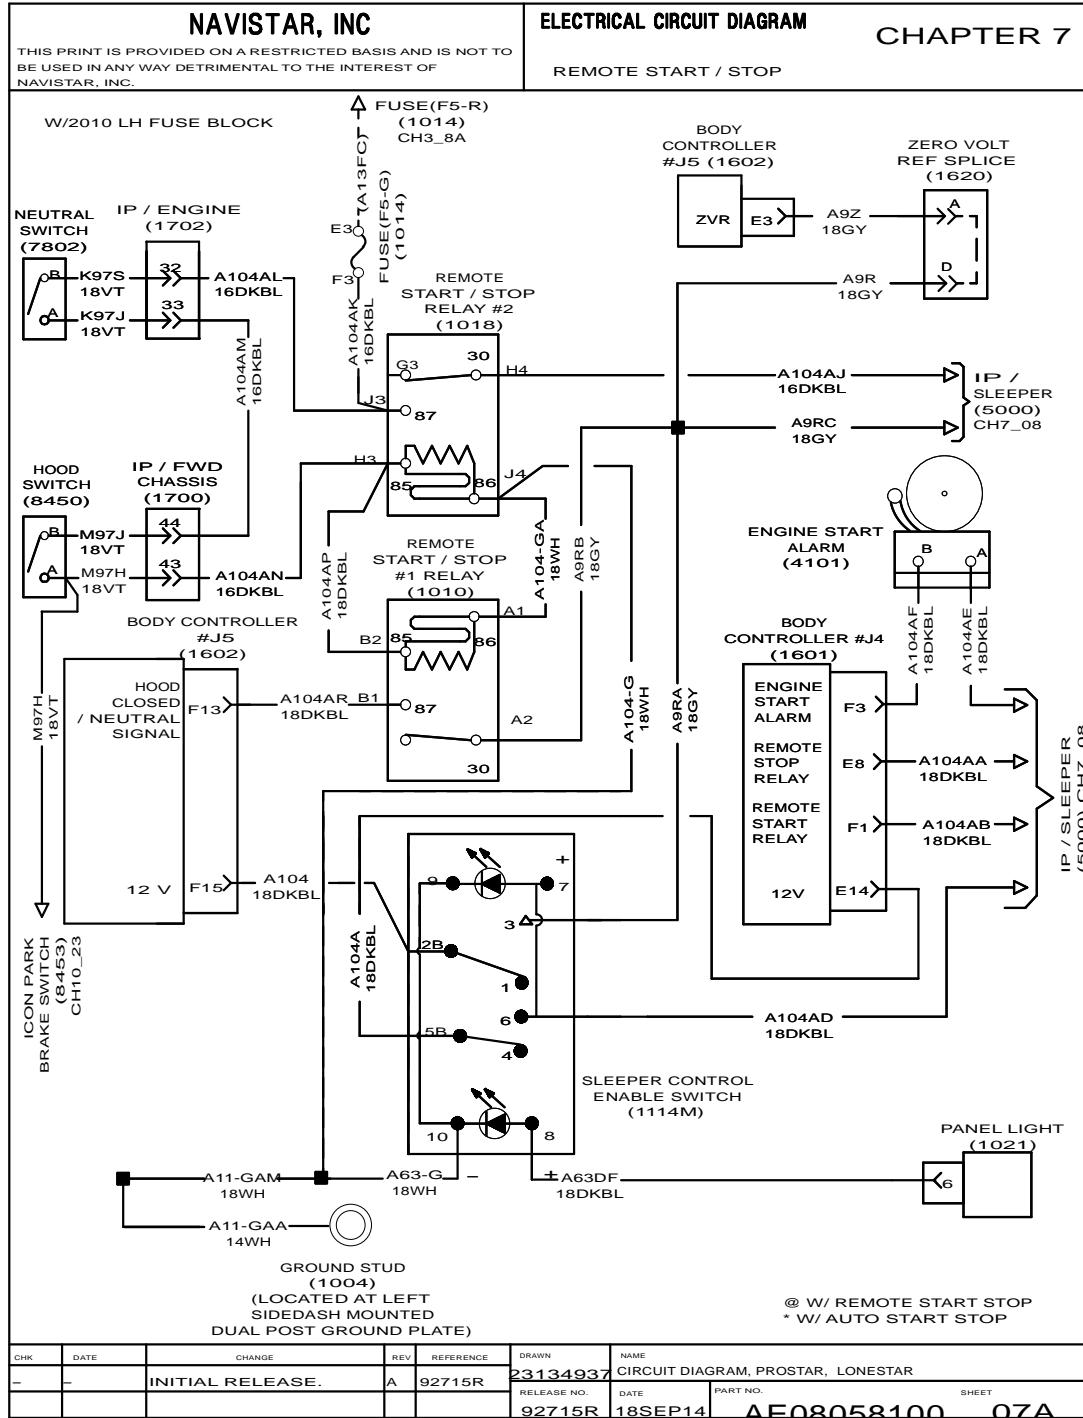 NAVISTAR, INC
THIS PRINT IS PROVIDED ON A RESTRICTED BASIS AND IS NOT TO
BE USED IN ANY WAY DETRIMENTAL TO THE INTEREST OF
NAVISTAR, INC.
ELECTRICAL CIRCUIT DIAGRAM
REMOTE START / STOP
CHAPTER 7
W/2010 LH FUSE BLOCK
FUSE(F5-R)
(1014)
CH3_8A
(A13FC)
FUSE(F5-G)
(1014)
E3
F3
A104AK
16DKBL
NEUTRAL
SWITCH
(7802)
B
A
K97S
18VT
K97J
18VT
IP / ENGINE
(1702)
32
33
A104AL
16DKBL
A104AM
16DKBL
REMOTE
START / STOP
RELAY #2
(1018)
G3
30
H4
J3
87
H3
85
86
J4
BODY
CONTROLLER
#J5 (1602)
ZVR
E3
A9Z
18GY
ZERO VOLT
REF SPLICE
(1620)
A
D
A9R
18GY
A104AJ
16DKBL
A9RC
18GY
IP /
SLEEPER
(5000)
CH7_08
HOOD
SWITCH
(8450)
B
A
M97J
18VT
M97H
18VT
IP / FWD
CHASSIS
(1700)
44
43
A104AN
16DKBL
A104AP
18DKBL
REMOTE
START / STOP
#1 RELAY
(1010)
A104-GA
18WH
A9RB
18GY
85
86
A1
B2
B1
87
A2
30
ENGINE START
ALARM
(4101)
B
A
A104AF
18DKBL
A104AE
18DKBL
BODY CONTROLLER
#J5
(1602)
HOOD
CLOSED
/ NEUTRAL
SIGNAL
F13
A104AR
18DKBL
12 V
F15
A104
18DKBL
M97H
18VT
ICON PARK
BRAKE SWITCH
(8453)
CH10_23
A104-G
18WH
A9RA
18GY
BODY
CONTROLLER #J4
(1601)
ENGINE
START
ALARM
F3
REMOTE
STOP
RELAY
E8
A104AA
18DKBL
REMOTE
START
RELAY
F1
A104AB
18DKBL
12V
E14
IP / SLEEPER
(5000) CH7_08
A104A
18DKBL
9
+
7
3
2B
1
6
5B
4
10
8
A104AD
18DKBL
SLEEPER CONTROL
ENABLE SWITCH
(1114M)
PANEL LIGHT
(1021)
6
A11-GAM
18WH
A63-G
18WH
–
+
A63DF
18DKBL
A11-GAA
14WH
GROUND STUD
(1004)
(LOCATED AT LEFT
SIDEDASH MOUNTED
DUAL POST GROUND PLATE)
@ W/ REMOTE START STOP
* W/ AUTO START STOP
CHK DATE CHANGE REV REFERENCE
– – INITIAL RELEASE. A 92715R
DRAWN
23134937
NAME
CIRCUIT DIAGRAM, PROSTAR, LONESTAR
RELEASE NO.
92715R
DATE
18SEP14
PART NO.
AE08058100
SHEET
07A